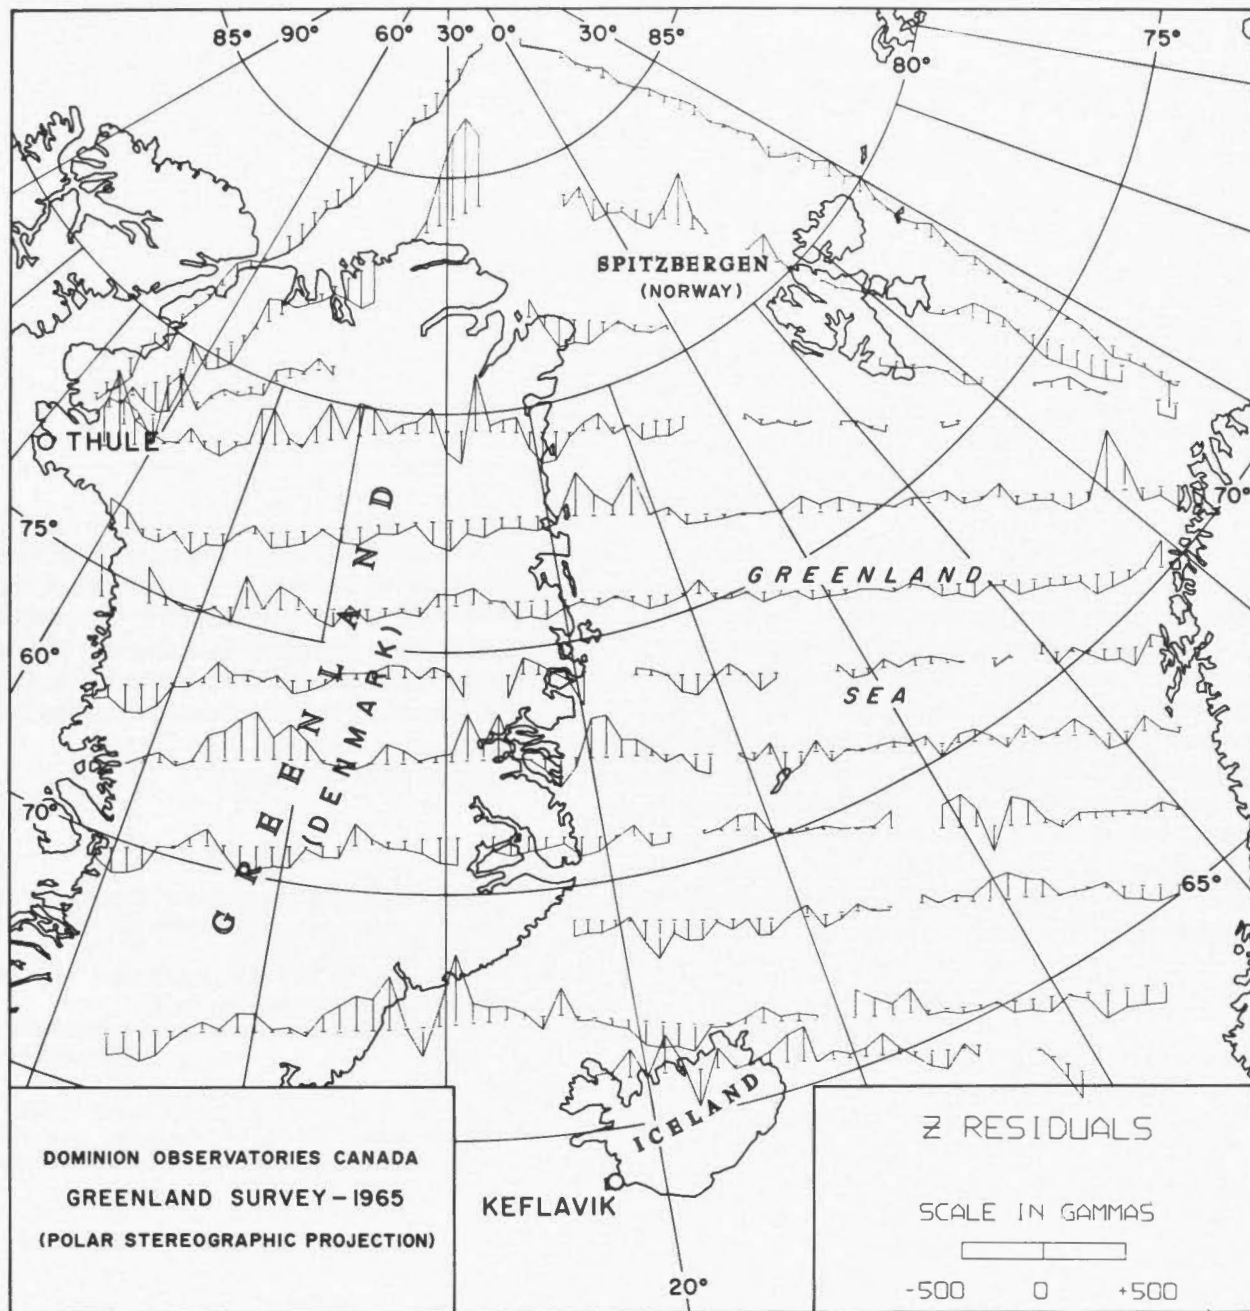 85° 90° 60° 30° 0° 30° 85° 75°
80°
SPITZBERGEN
(NORWAY)
THULE
70°
75°
GREENLAND
(DENMARK)
GREENLAND
SEA
60°
70°
65°
ICELAND
KEFLAVIK
20°
DOMINION OBSERVATORIES CANADA
GREENLAND SURVEY-1965
(POLAR STEREOGRAPHIC PROJECTION)
Z RESIDUALS
SCALE IN GAMMAS
-500 0 +500